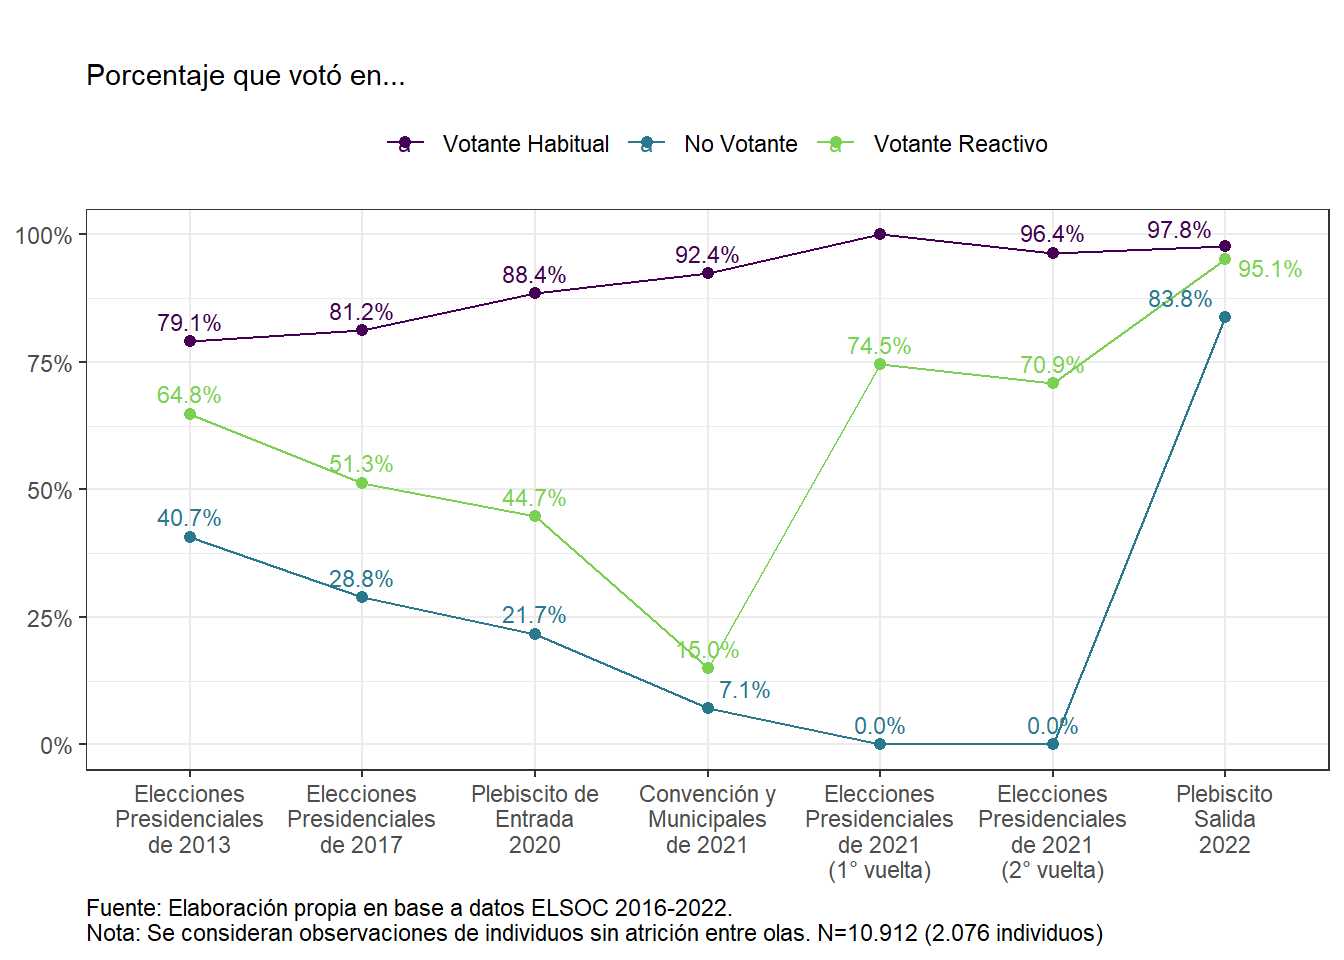 Porcentaje que votó en...
a Votante Habitual a No Votante a Votante Reactivo
100%
75%
50%
25%
0%
79.1%
81.2%
88.4%
92.4%
96.4%
97.8%
64.8%
51.3%
44.7%
15.0%
74.5%
70.9%
95.1%
40.7%
28.8%
21.7%
7.1%
0.0%
0.0%
83.8%
Elecciones
Presidenciales
de 2013
Elecciones
Presidenciales
de 2017
Plebiscito de
Entrada
2020
Convención y
Municipales
de 2021
Elecciones
Presidenciales
de 2021
(1° vuelta)
Elecciones
Presidenciales
de 2021
(2° vuelta)
Plebiscito
Salida
2022
Fuente: Elaboración propia en base a datos ELSOC 2016-2022.
Nota: Se consideran observaciones de individuos sin atrición entre olas. N=10.912 (2.076 individuos)